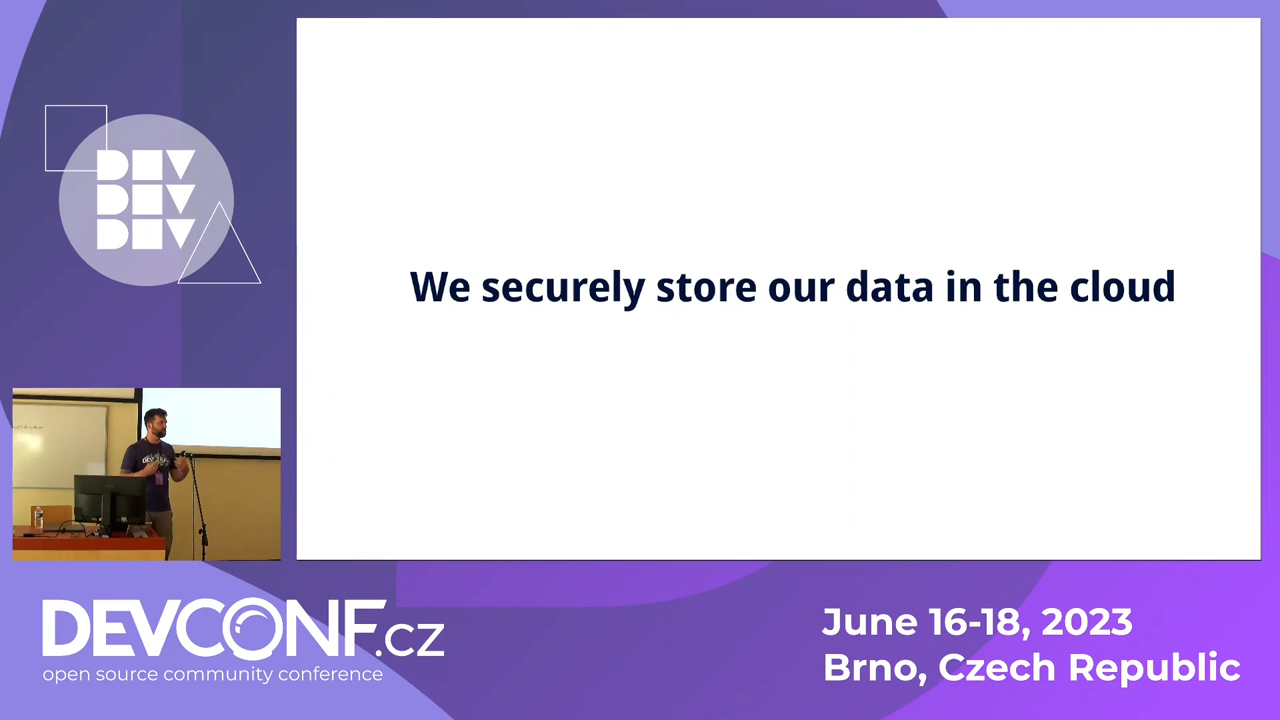 DEV
DEV
DEV
We securely store our data in the cloud
DEVCONF.cz
open source community conference
June 16-18, 2023
Brno, Czech Republic